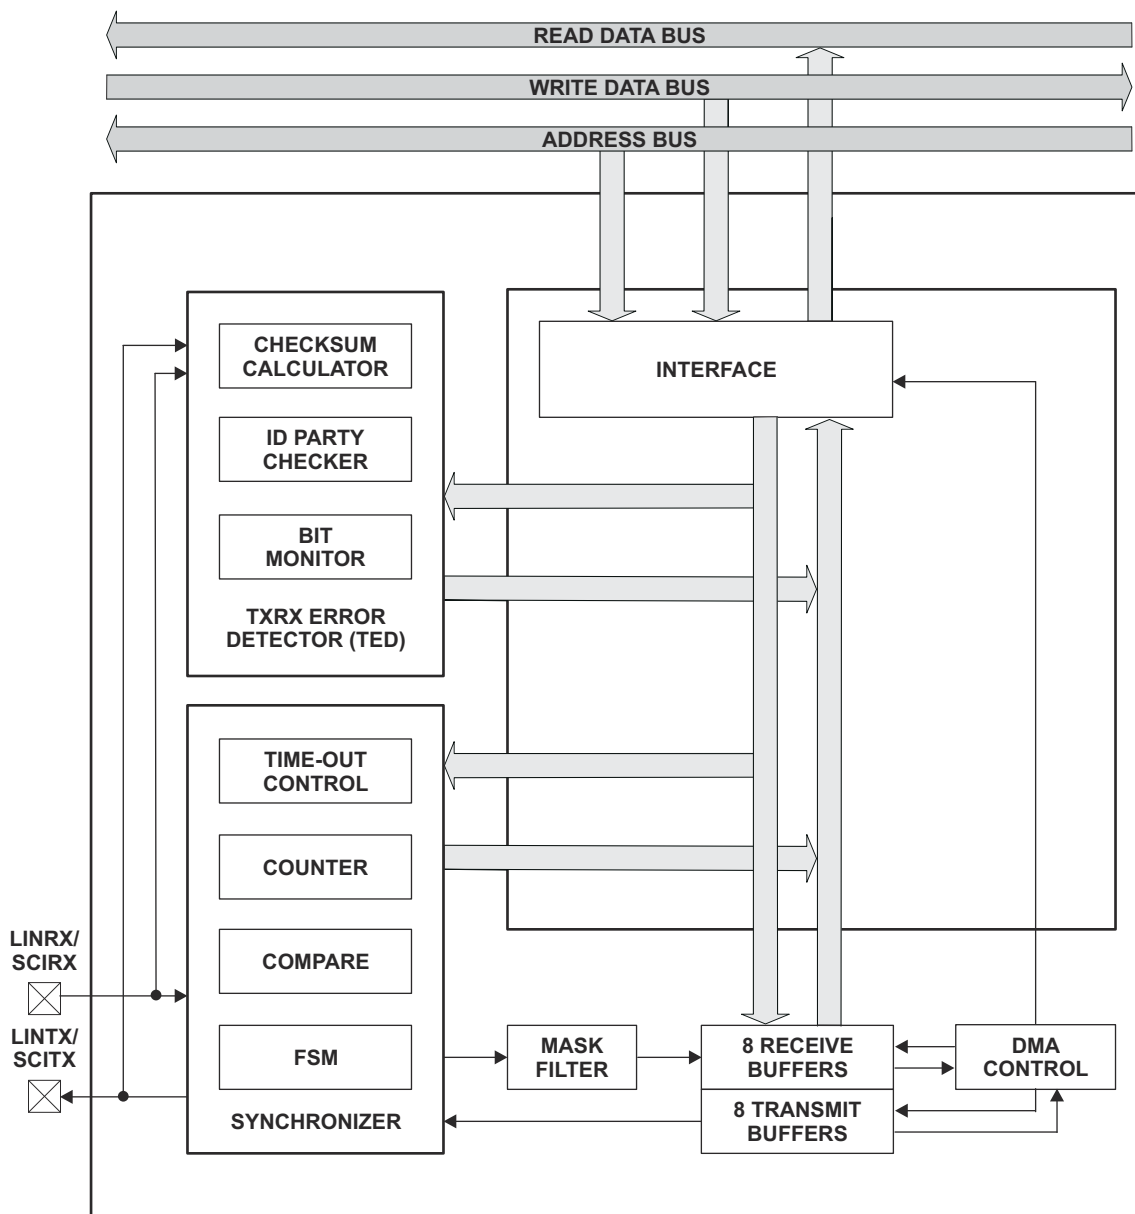 READ DATA BUS
WRITE DATA BUS
ADDRESS BUS
CHECKSUM
CALCULATOR
INTERFACE
ID PARTY
CHECKER
BIT
MONITOR
TXRX ERROR
DETECTOR (TED)
TIME-OUT
CONTROL
COUNTER
COMPARE
LINRX/
SCIRX
LINTX/
SCITX
FSM
SYNCHRONIZER
MASK
FILTER
8 RECEIVE
BUFFERS
8 TRANSMIT
BUFFERS
DMA
CONTROL